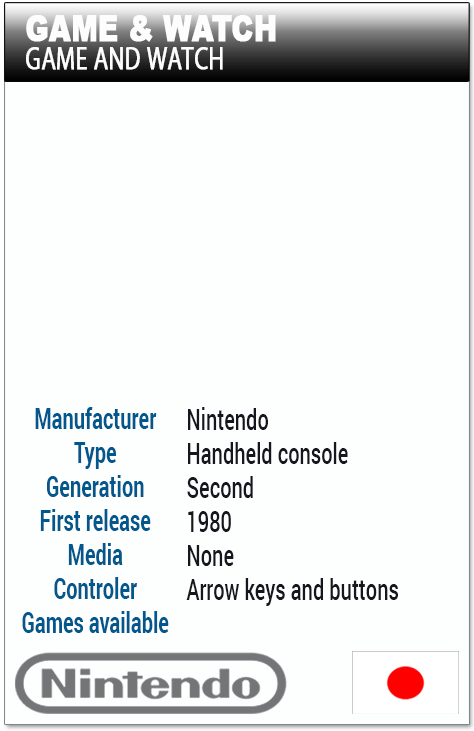 GAME & WATCH
GAME AND WATCH
Manufacturer Nintendo
Type Handheld console
Generation Second
First release 1980
Media None
Controler Arrow keys and buttons
Games available
Nintendo